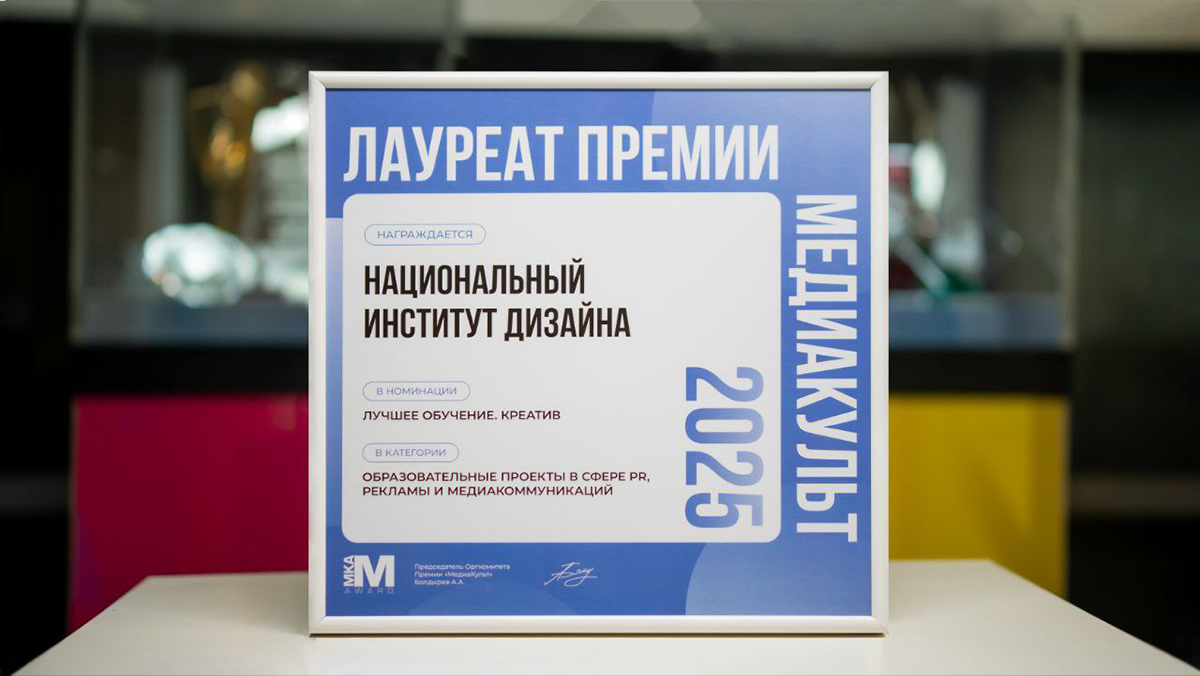 ЛАУРЕАТ ПРЕМИИ
МЕДИАКУЛЬТ
НАГРАЖДАЕТСЯ
НАЦИОНАЛЬНЫЙ
ИНСТИТУТ ДИЗАЙНА
2025
В НОМИНАЦИИ
ЛУЧШЕЕ ОБУЧЕНИЕ. КРЕАТИВ
В КАТЕГОРИИ
ОБРАЗОВАТЕЛЬНЫЕ ПРОЕКТЫ В СФЕРЕ PR,
РЕКЛАМЫ И МЕДИАКОММУНИКАЦИЙ
МКА М
AWARD
Председатель Оргкомитета
Премии «МедиаКульт»
Болдырев А.А.